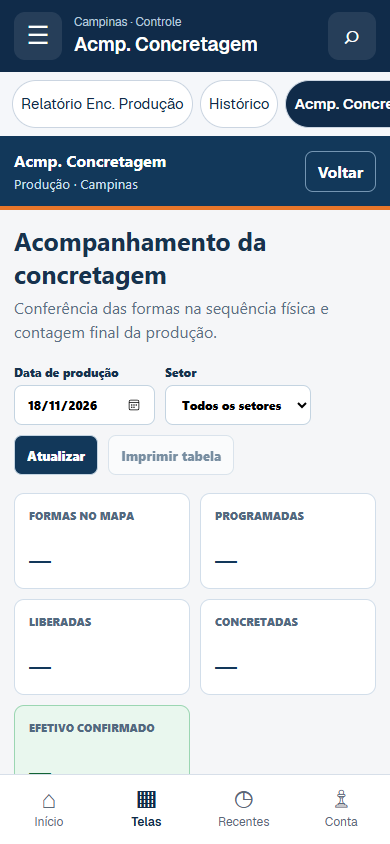 Campinas · Controle
Acmp. Concretagem
Relatório Enc. Produção
Histórico
Acmp. Concre
Acmp. Concretagem
Produção · Campinas
Voltar
Acompanhamento da
concretagem
Conferência das formas na sequência física e
contagem final da produção.
Data de produção
Setor
18/11/2026
Todos os setores
Atualizar
Imprimir tabela
FORMAS NO MAPA
—
PROGRAMADAS
—
LIBERADAS
—
CONCRETADAS
—
EFETIVO CONFIRMADO
—
Início
Telas
Recentes
Conta